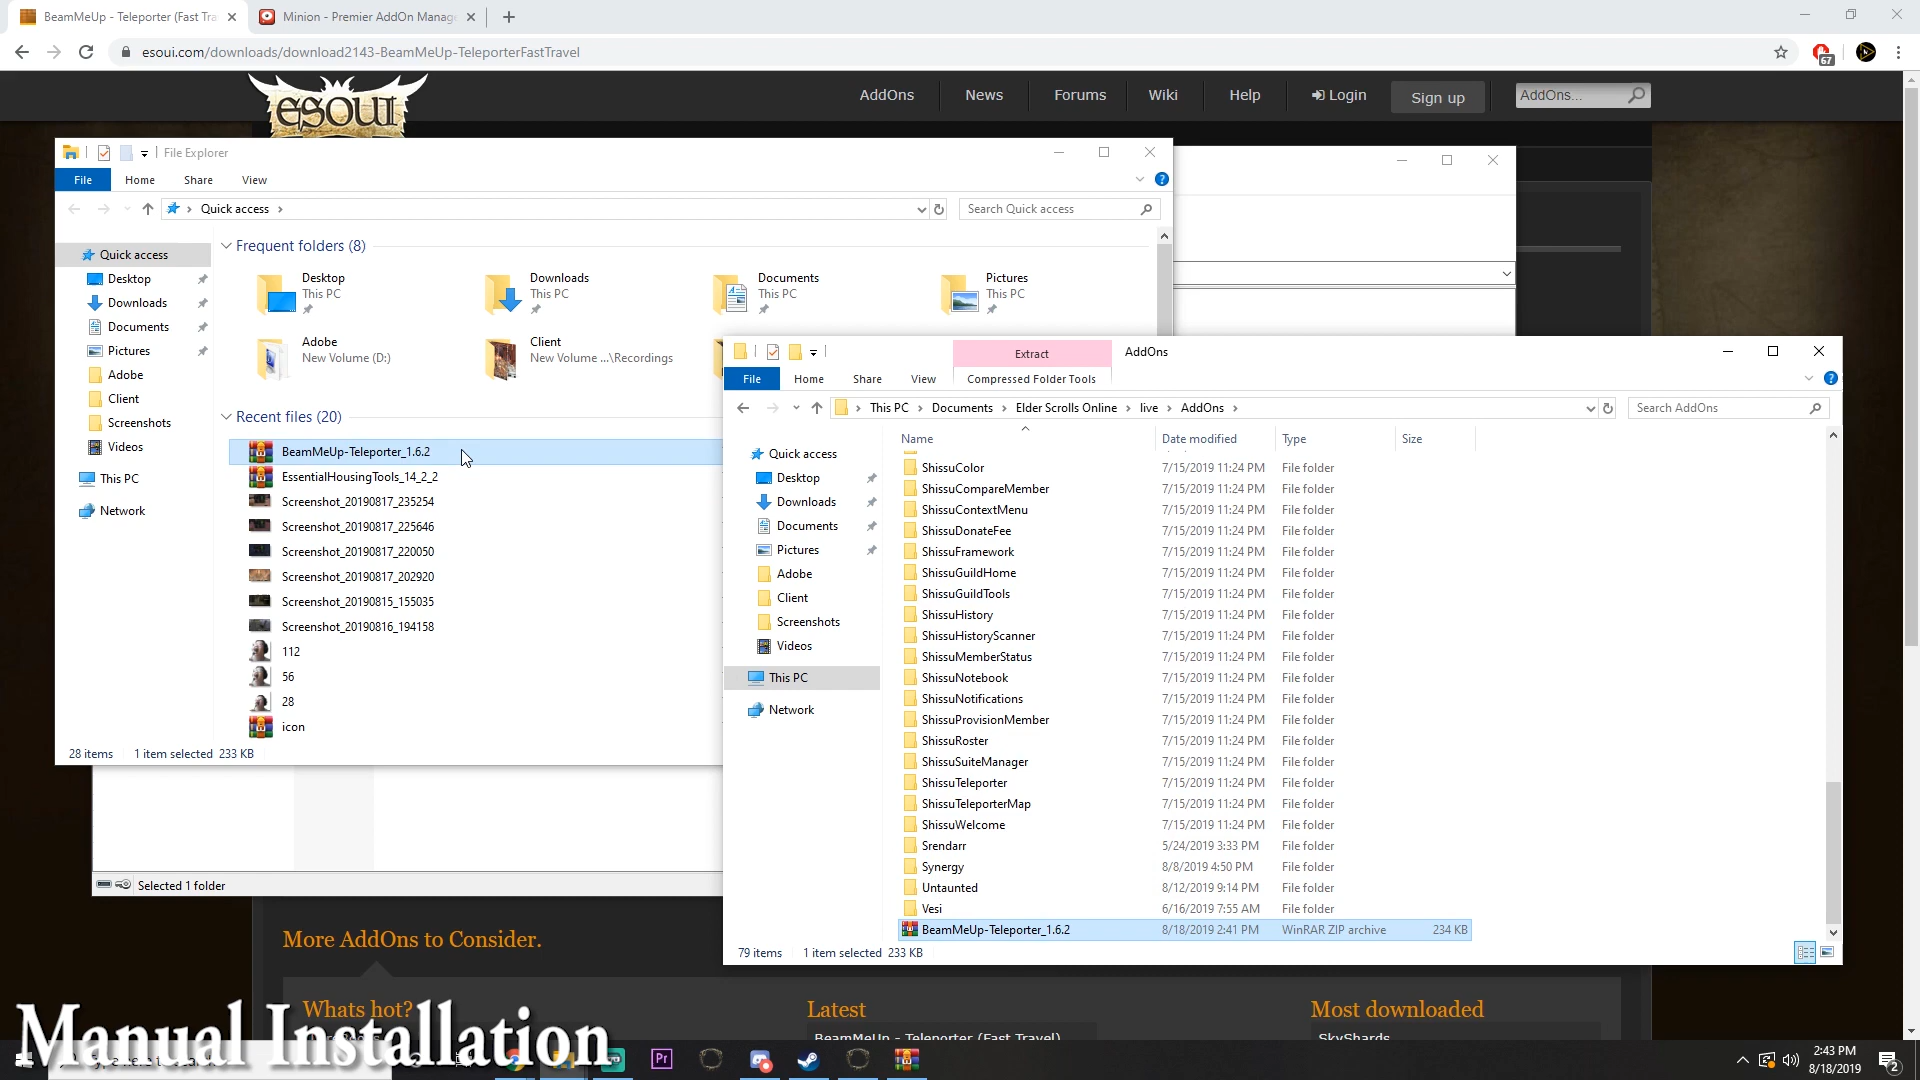 BeamMeUp - Teleporter (Fast Tra
Minion - Premier AddOn Manag
esoui.com/downloads/download2143-BeamMeUp-TeleporterFastTravel
67
ESOUI
AddOns
News
Forums
Wiki
Help
Login
Sign up
AddOns...
File Explorer
File
Home
Share
View
Quick access
Search Quick access
Quick access
Desktop
Downloads
Documents
Pictures
Adobe
Client
Screenshots
Videos
This PC
Network
Frequent folders (8)
Desktop
This PC
Downloads
This PC
Documents
This PC
Pictures
This PC
Adobe
New Volume (D:)
Client
New Volume ...\Recordings
Recent files (20)
BeamMeUp-Teleporter_1.6.2
EssentialHousingTools_14_2_2
Screenshot_20190817_235254
Screenshot_20190817_225646
Screenshot_20190817_220050
Screenshot_20190817_202920
Screenshot_20190815_155035
Screenshot_20190816_194158
112
56
28
icon
28 items 1 item selected 233 KB
Selected 1 folder
Extract
AddOns
File
Home
Share
View
Compressed Folder Tools
This PC
Documents
Elder Scrolls Online
live
AddOns
Search AddOns
Quick access
Desktop
Downloads
Documents
Pictures
Adobe
Client
Screenshots
Videos
This PC
Network
Name Date modified Type Size
ShissuColor 7/15/2019 11:24 PM File folder
ShissuCompareMember 7/15/2019 11:24 PM File folder
ShissuContextMenu 7/15/2019 11:24 PM File folder
ShissuDonateFee 7/15/2019 11:24 PM File folder
ShissuFramework 7/15/2019 11:24 PM File folder
ShissuGuildHome 7/15/2019 11:24 PM File folder
ShissuGuildTools 7/15/2019 11:24 PM File folder
ShissuHistory 7/15/2019 11:24 PM File folder
ShissuHistoryScanner 7/15/2019 11:24 PM File folder
ShissuMemberStatus 7/15/2019 11:24 PM File folder
ShissuNotebook 7/15/2019 11:24 PM File folder
ShissuNotifications 7/15/2019 11:24 PM File folder
ShissuProvisionMember 7/15/2019 11:24 PM File folder
ShissuRoster 7/15/2019 11:24 PM File folder
ShissuSuiteManager 7/15/2019 11:24 PM File folder
ShissuTeleporter 7/15/2019 11:24 PM File folder
ShissuTeleporterMap 7/15/2019 11:24 PM File folder
ShissuWelcome 7/15/2019 11:24 PM File folder
Srendarr 5/24/2019 3:33 PM File folder
Synergy 8/8/2019 4:50 PM File folder
Untaunted 8/12/2019 9:14 PM File folder
Vesi 6/16/2019 7:55 AM File folder
BeamMeUp-Teleporter_1.6.2 8/18/2019 2:41 PM WinRAR ZIP archive 234 KB
79 items 1 item selected 233 KB
More AddOns to Consider.
Whats hot?
Latest
BeamMeUp - Teleporter (Fast Travel)
Most downloaded
SkyShards
Manual Installation
Pr
2:43 PM
8/18/2019
2